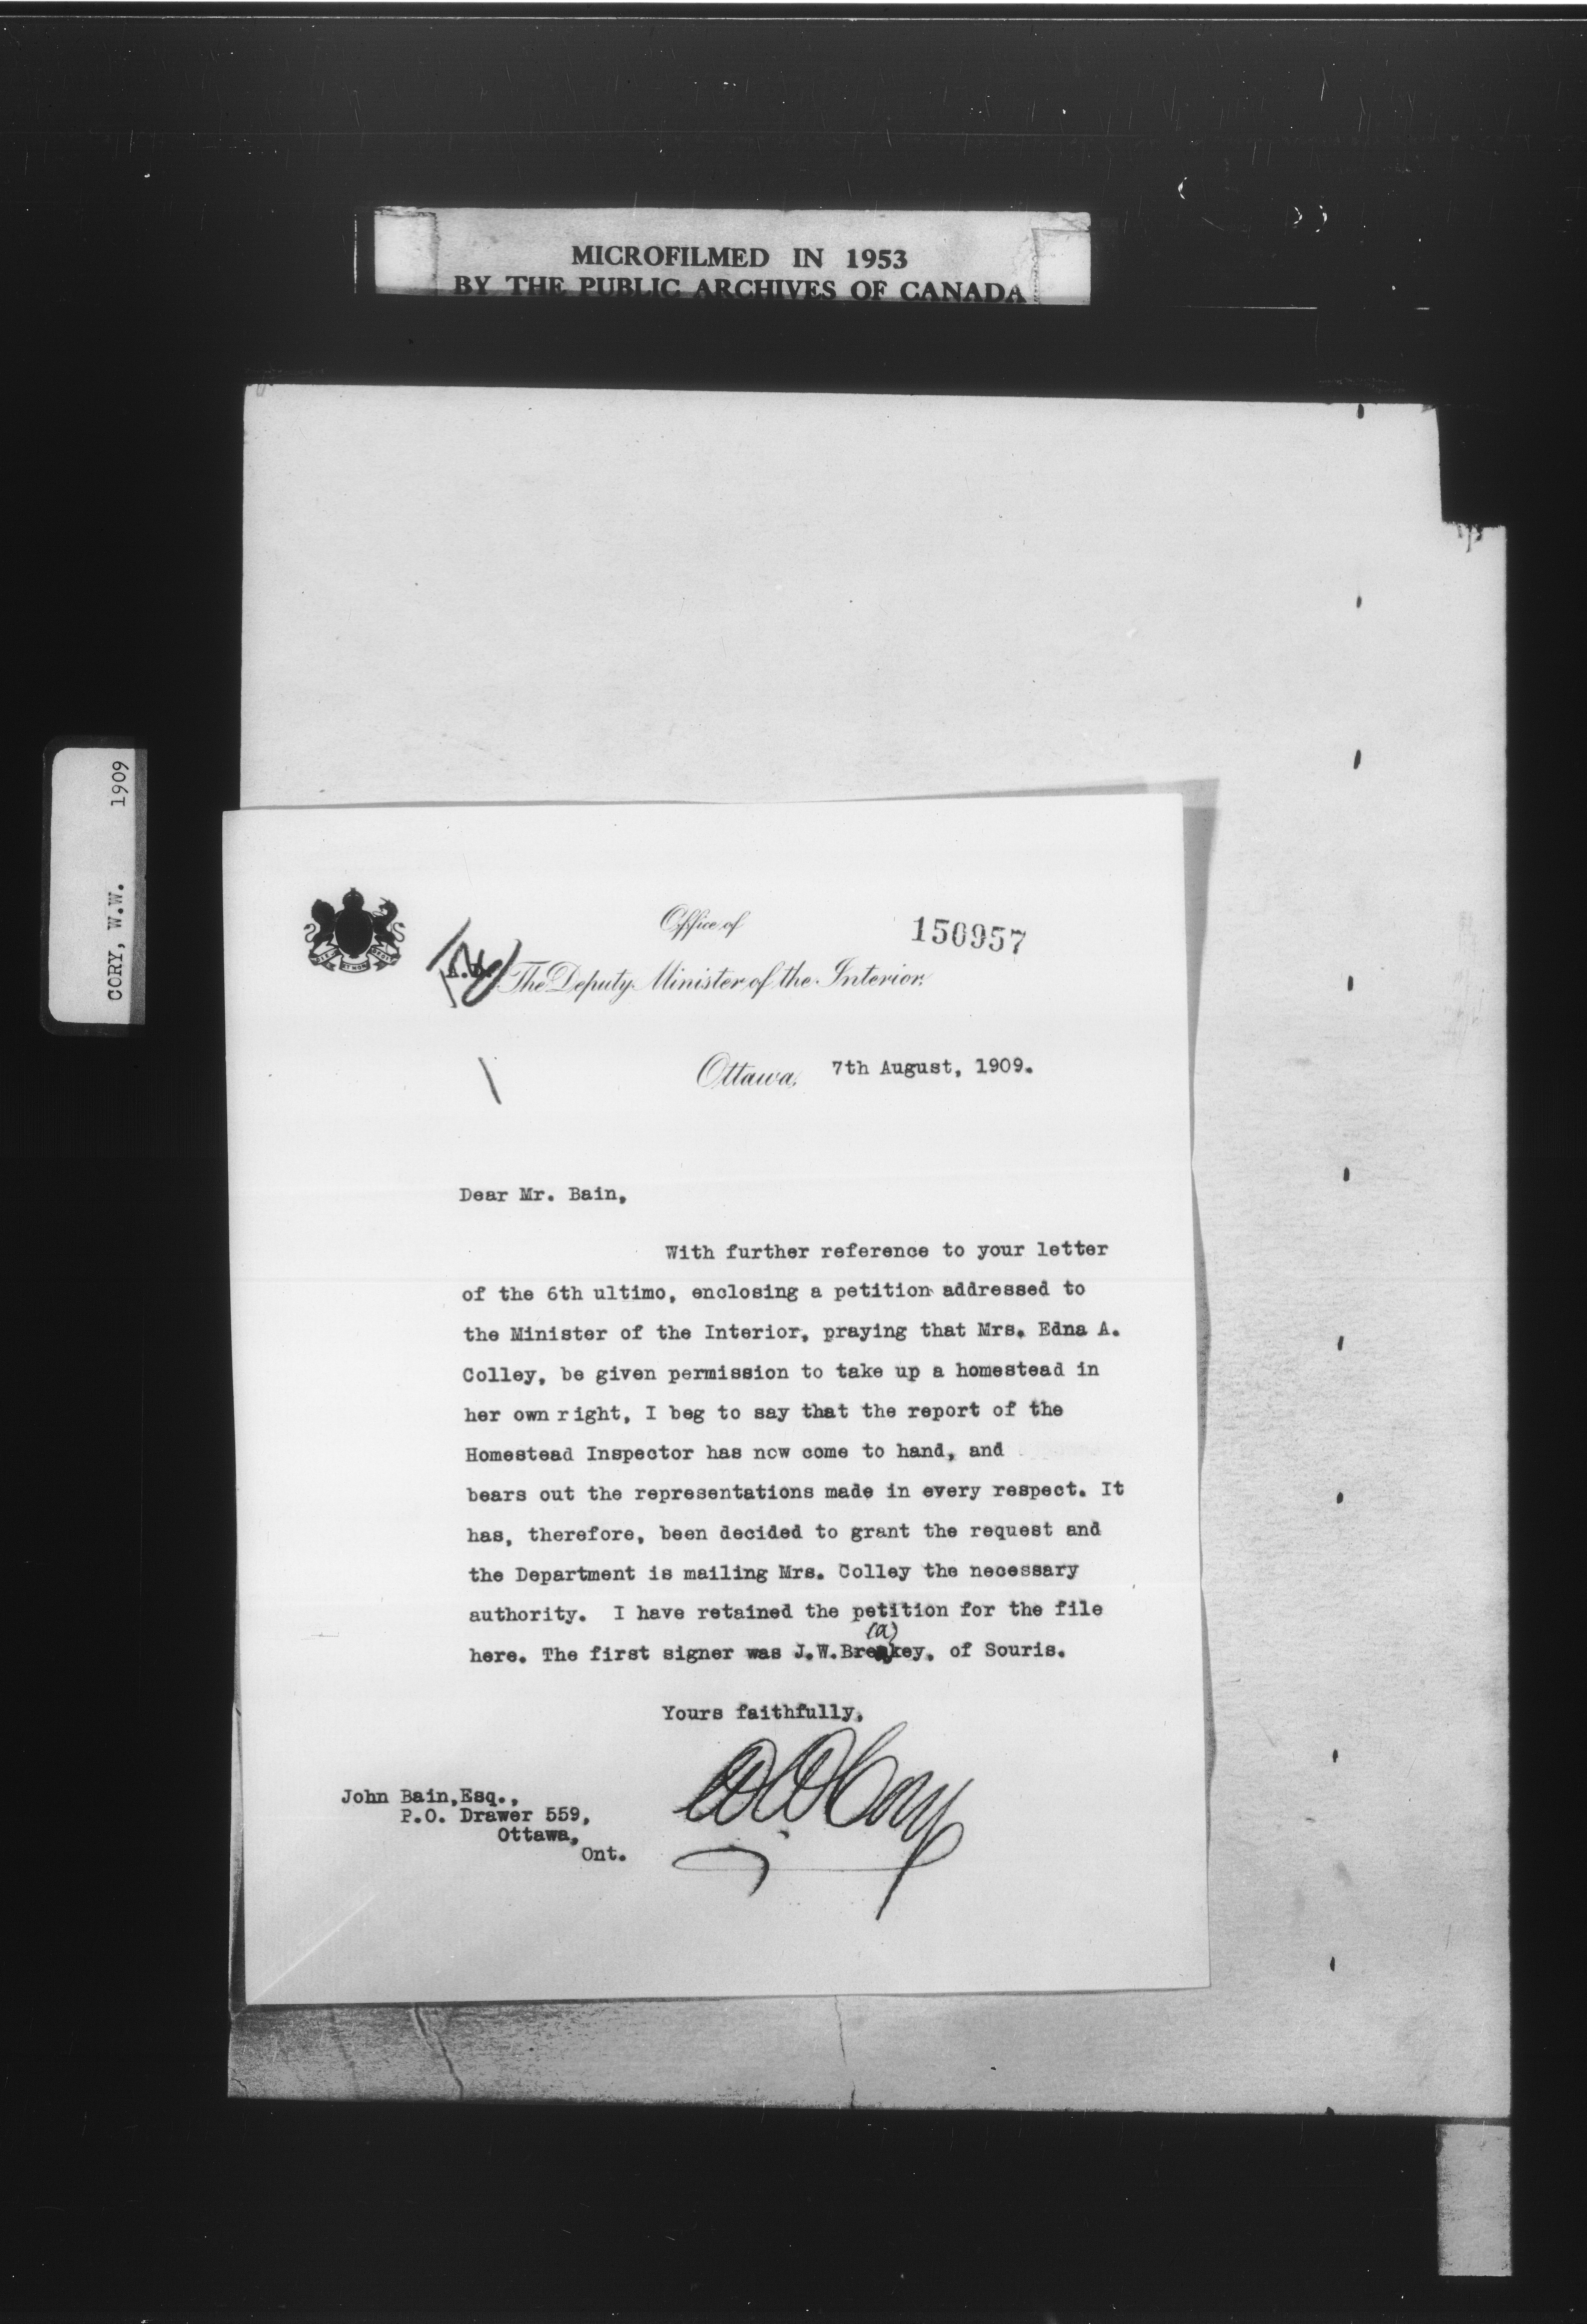 MICROFILMED IN 1953
BY THE PUBLIC ARCHIVES OF CANADA
CORY, W.W. 1909
Office of
150957
The Deputy Minister of the Interior.
Ottawa, 7th August, 1909.
Dear Mr. Bain,
With further reference to your letter
of the 6th ultimo, enclosing a petition addressed to
the Minister of the Interior, praying that Mrs. Edna A.
Colley, be given permission to take up a homestead in
her own right, I beg to say that the report of the
Homestead Inspector has now come to hand, and
bears out the representations made in every respect. It
has, therefore, been decided to grant the request and
the Department is mailing Mrs. Colley the necessary
authority. I have retained the petition for the file
(a)
here. The first signer was J.W.Breakey, of Souris.
Yours faithfully,
WWCory
John Bain,Esq.,
P.O. Drawer 559,
Ottawa,
Ont.